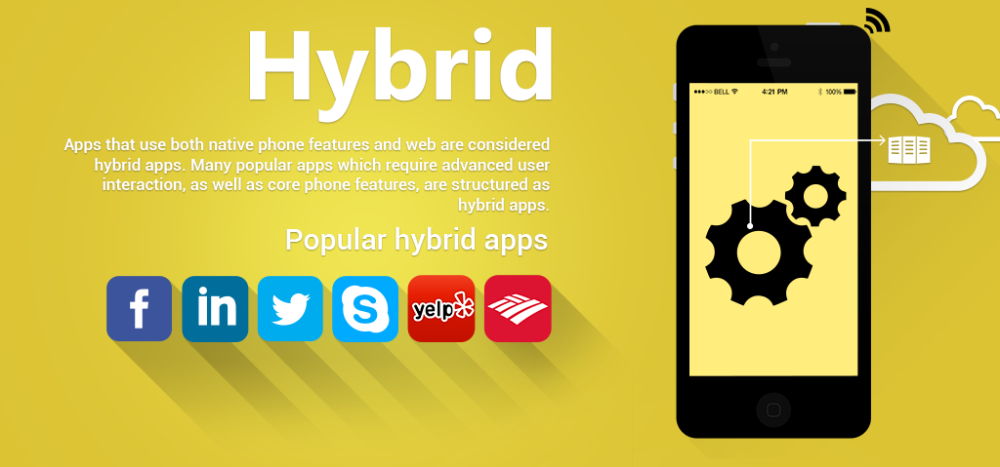 Hybrid
Apps that use both native phone features and web are considered
hybrid apps. Many popular apps which require advanced user
interaction, as well as core phone features, are structured as
hybrid apps.
Popular hybrid apps
f in S yelp
BELL 4:21 PM 100%